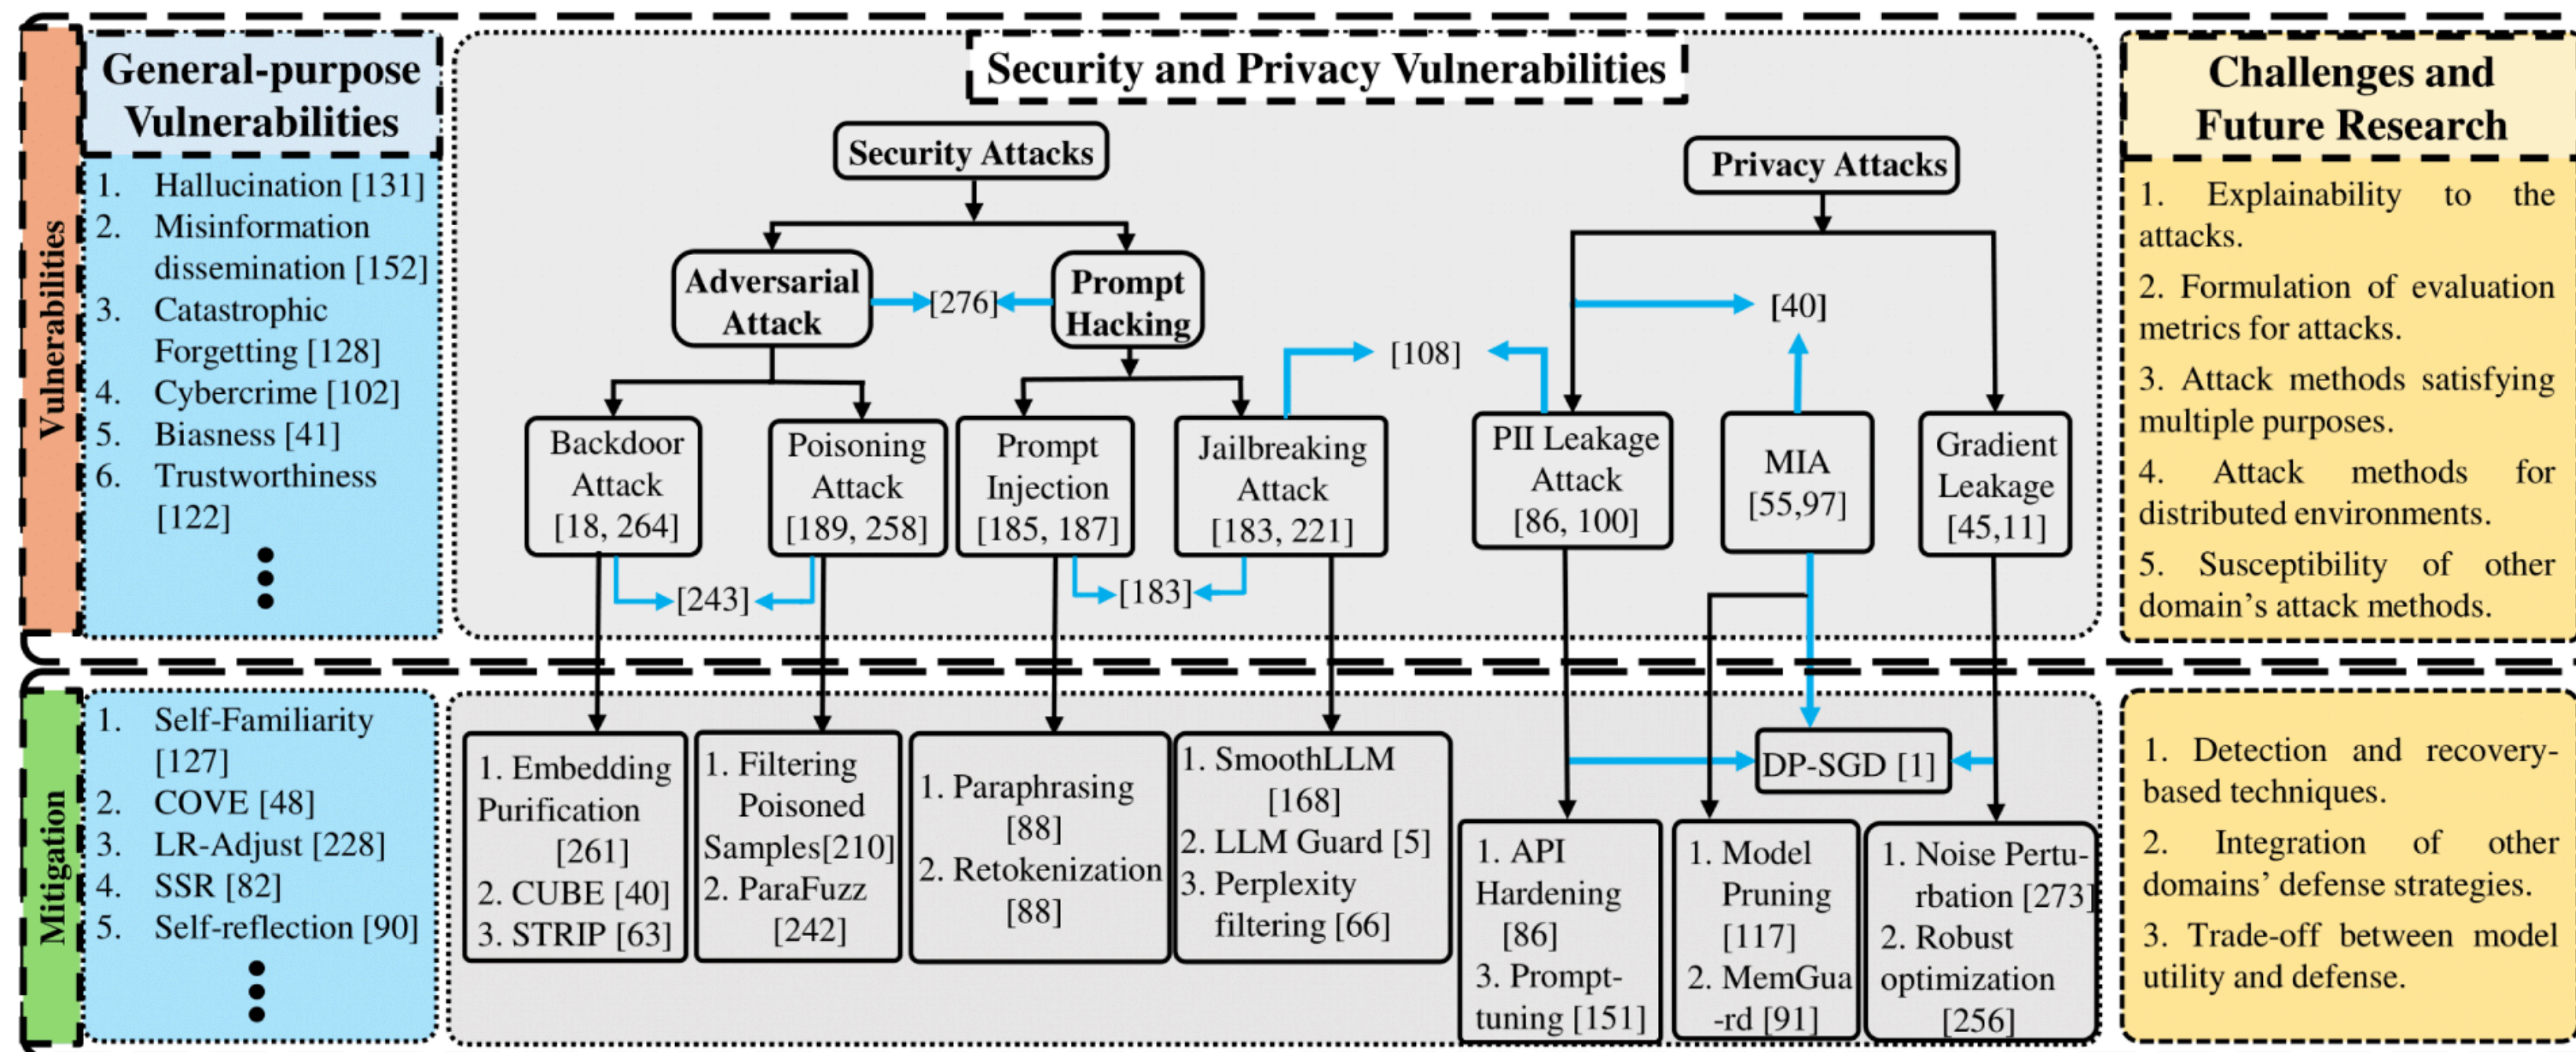 Vulnerabilities
General-purpose
Vulnerabilities
1. Hallucination [131]
2. Misinformation
dissemination [152]
3. Catastrophic
Forgetting [128]
4. Cybercrime [102]
5. Biasness [41]
6. Trustworthiness
[122]
Security and Privacy Vulnerabilities
Security Attacks
Privacy Attacks
Adversarial
Attack
[276]
Prompt
Hacking
[108]
[40]
Backdoor
Attack
[18, 264]
Poisoning
Attack
[189, 258]
Prompt
Injection
[185, 187]
Jailbreaking
Attack
[183, 221]
PII Leakage
Attack
[86, 100]
MIA
[55,97]
Gradient
Leakage
[45,11]
[243]
[183]
Challenges and
Future Research
1. Explainability to the
attacks.
2. Formulation of evaluation
metrics for attacks.
3. Attack methods satisfying
multiple purposes.
4. Attack methods for
distributed environments.
5. Susceptibility of other
domain's attack methods.
Mitigation
1. Self-Familiarity
[127]
2. COVE [48]
3. LR-Adjust [228]
4. SSR [82]
5. Self-reflection [90]
1. Embedding
Purification
[261]
2. CUBE [40]
3. STRIP [63]
1. Filtering
Poisoned
Samples[210]
2. ParaFuzz
[242]
1. Paraphrasing
[88]
2. Retokenization
[88]
1. SmoothLLM
[168]
2. LLM Guard [5]
3. Perplexity
filtering [66]
DP-SGD [1]
1. API
Hardening
[86]
3. Prompt-
tuning [151]
1. Model
Pruning
[117]
2. MemGua
-rd [91]
1. Noise Pertu-
rbation [273]
2. Robust
optimization
[256]
1. Detection and recovery-
based techniques.
2. Integration of other
domains' defense strategies.
3. Trade-off between model
utility and defense.